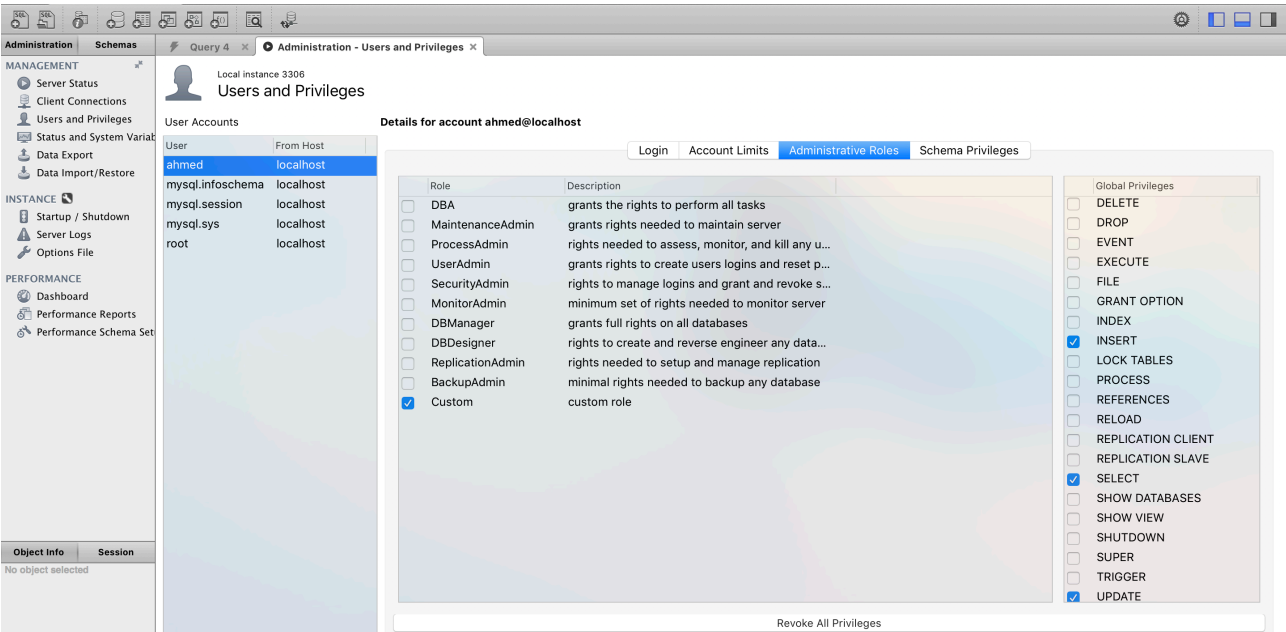 Administration Schemas
Query 4
Administration - Users and Privileges
MANAGEMENT
Server Status
Client Connections
Users and Privileges
Status and System Variab
Data Export
Data Import/Restore
INSTANCE
Startup / Shutdown
Server Logs
Options File
PERFORMANCE
Dashboard
Performance Reports
Performance Schema Set
Object Info Session
No object selected
Local instance 3306
Users and Privileges
User Accounts
User From Host
ahmed localhost
mysql.infoschema localhost
mysql.session localhost
mysql.sys localhost
root localhost
Details for account ahmed@localhost
Login Account Limits Administrative Roles Schema Privileges
Role Description
DBA grants the rights to perform all tasks
MaintenanceAdmin grants rights needed to maintain server
ProcessAdmin rights needed to assess, monitor, and kill any u...
UserAdmin grants rights to create users logins and reset p...
SecurityAdmin rights to manage logins and grant and revoke s...
MonitorAdmin minimum set of rights needed to monitor server
DBManager grants full rights on all databases
DBDesigner rights to create and reverse engineer any data...
ReplicationAdmin rights needed to setup and manage replication
BackupAdmin minimal rights needed to backup any database
Custom custom role
Global Privileges
DELETE
DROP
EVENT
EXECUTE
FILE
GRANT OPTION
INDEX
INSERT
LOCK TABLES
PROCESS
REFERENCES
RELOAD
REPLICATION CLIENT
REPLICATION SLAVE
SELECT
SHOW DATABASES
SHOW VIEW
SHUTDOWN
SUPER
TRIGGER
UPDATE
Revoke All Privileges